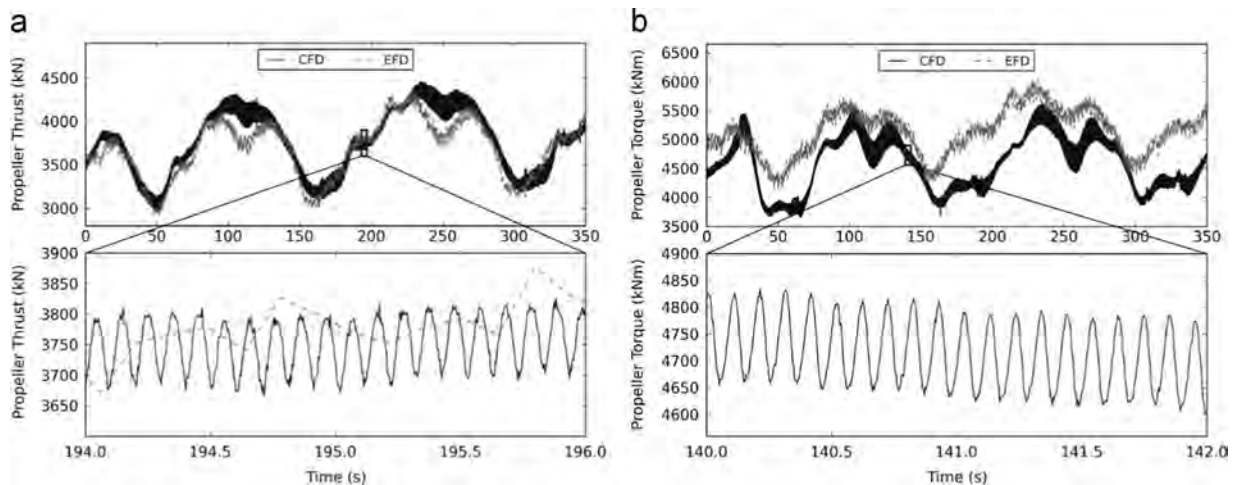 a
CFD EFD
Propeller Thrust (kN)
4500
4000
3500
3000
0 50 100 150 200 250 300 350
Propeller Thrust (kN)
3900
3850
3800
3750
3700
3650
194.0 194.5 195.0 195.5 196.0
Time (s)
b
CFD EFD
Propeller Torque (kNm)
6500
6000
5500
5000
4500
4000
3500
0 50 100 150 200 250 300 350
Propeller Torque (kNm)
4900
4850
4800
4750
4700
4650
4600
140.0 140.5 141.0 141.5 142.0
Time (s)